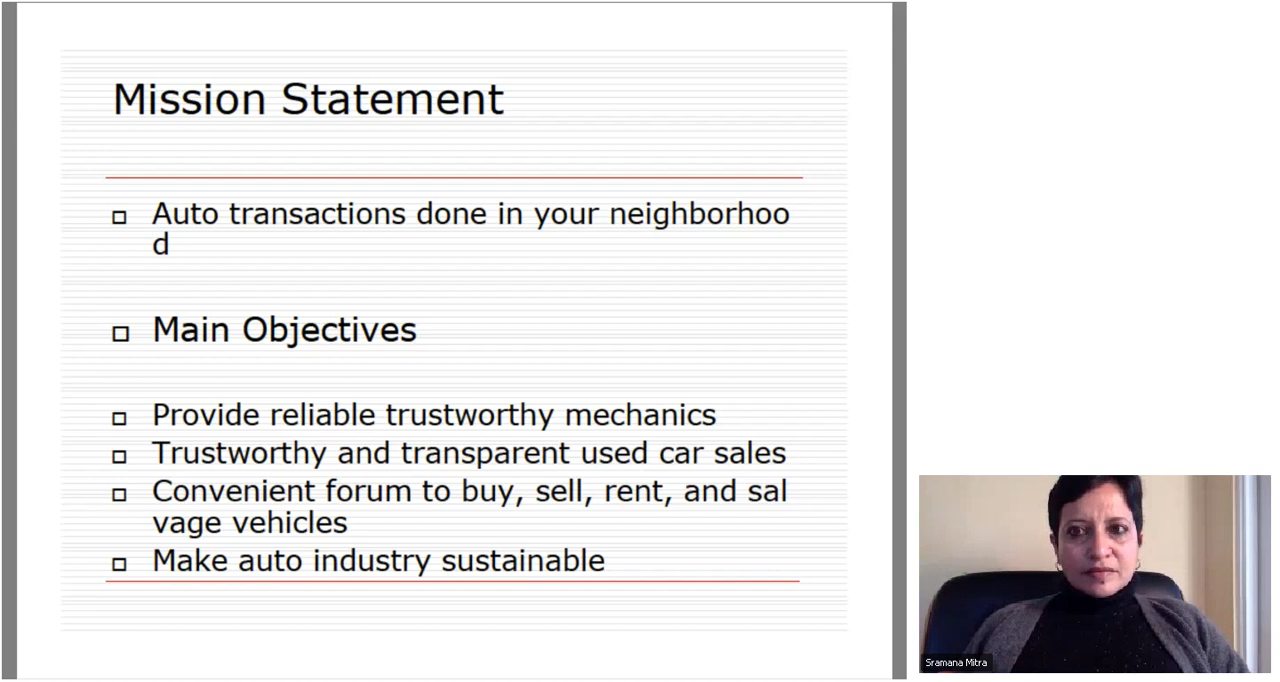 Mission Statement
Auto transactions done in your neighborhoo
d
Main Objectives
Provide reliable trustworthy mechanics
Trustworthy and transparent used car sales
Convenient forum to buy, sell, rent, and sal
vage vehicles
Make auto industry sustainable
Sramana Mitra